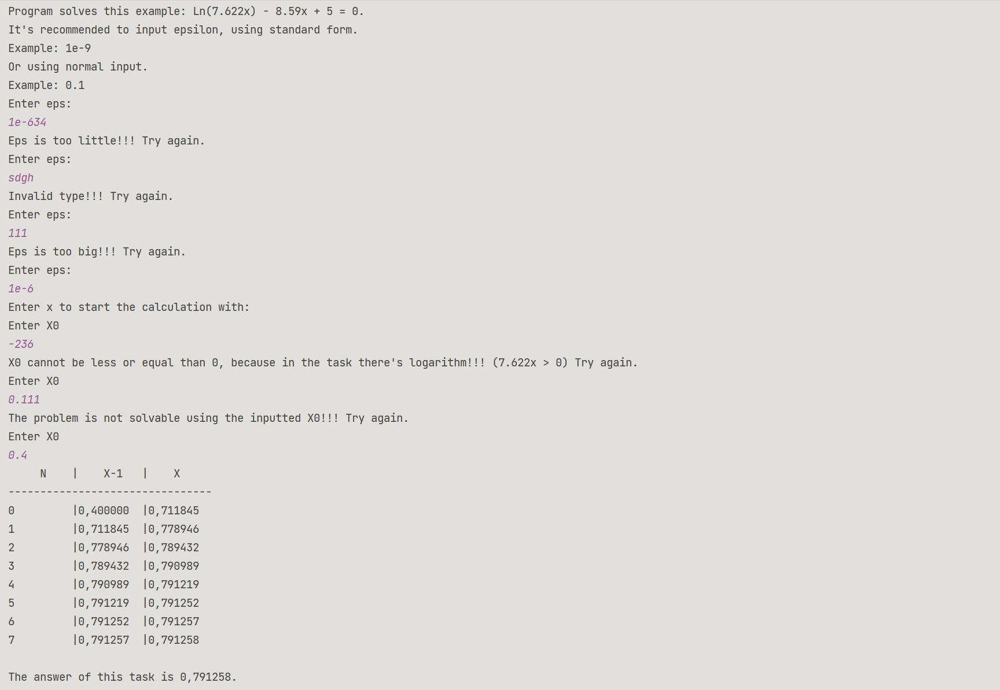 Program solves this example: Ln(7.622x) - 8.59x + 5 = 0.
It's recommended to input epsilon, using standard form.
Example: 1e-9
Or using normal input.
Example: 0.1
Enter eps:
1e-634
Eps is too little!!! Try again.
Enter eps:
sdgh
Invalid type!!! Try again.
Enter eps:
111
Eps is too big!!! Try again.
Enter eps:
1e-6
Enter x to start the calculation with:
Enter X0
-236
X0 cannot be less or equal than 0, because in the task there's logarithm!!! (7.622x > 0) Try again.
Enter X0
0.111
The problem is not solvable using the inputted X0!!! Try again.
Enter X0
0.4
     N    |    X-1   |    X
--------------------------------
0         |0,400000  |0,711845
1         |0,711845  |0,778946
2         |0,778946  |0,789432
3         |0,789432  |0,790989
4         |0,790989  |0,791219
5         |0,791219  |0,791252
6         |0,791252  |0,791257
7         |0,791257  |0,791258
The answer of this task is 0,791258.